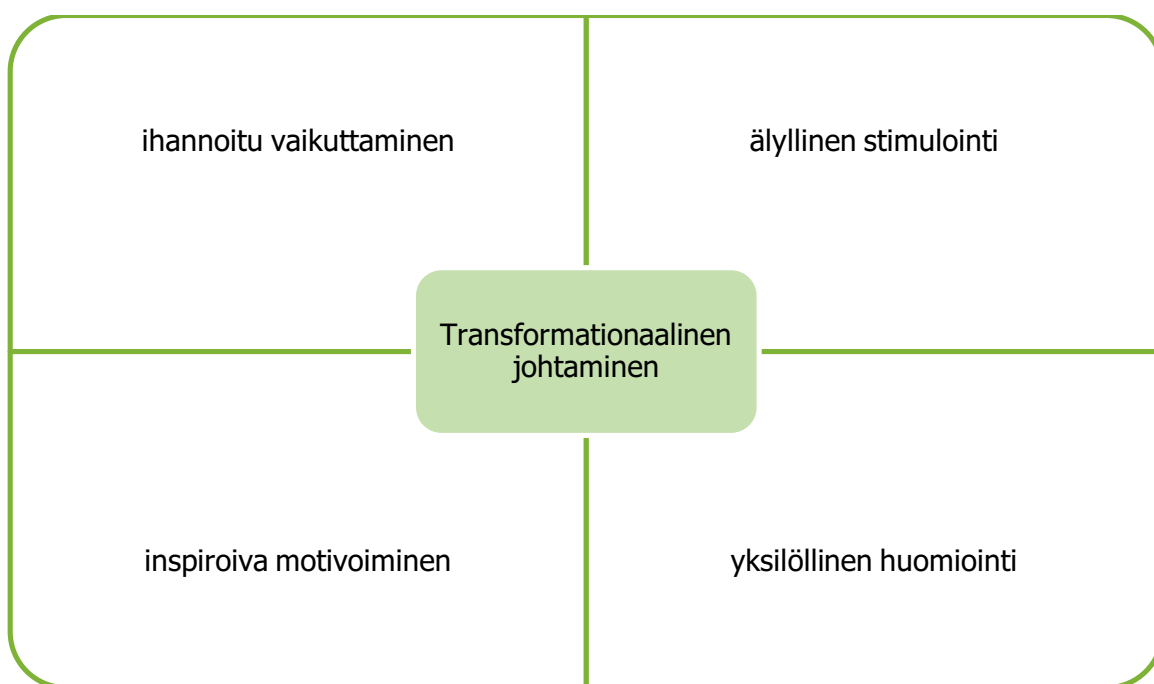 ihannoitu vaikuttaminen
älyllinen stimulointi
Transformationaalinen
johtaminen
inspiroiva motivoiminen
yksilöllinen huomiointi